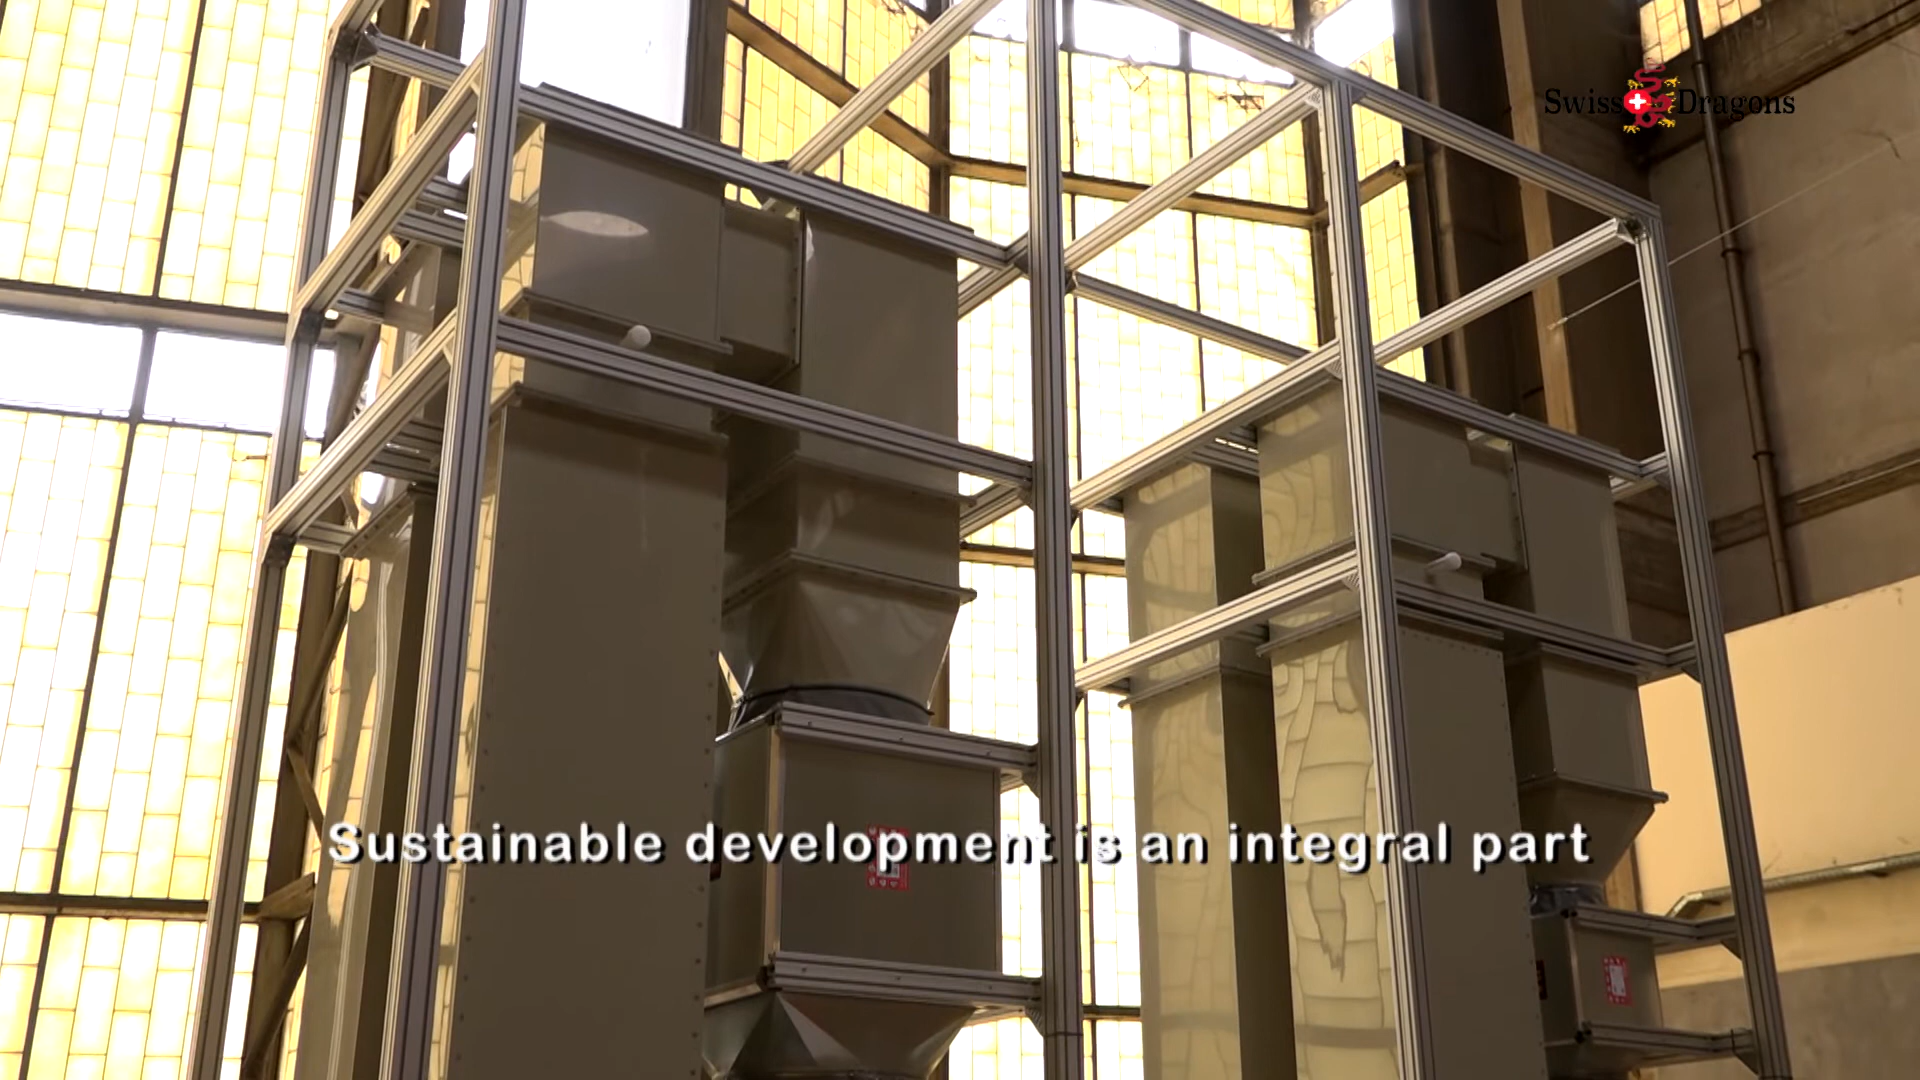 Swiss Dragons
Sustainable development is an integral part